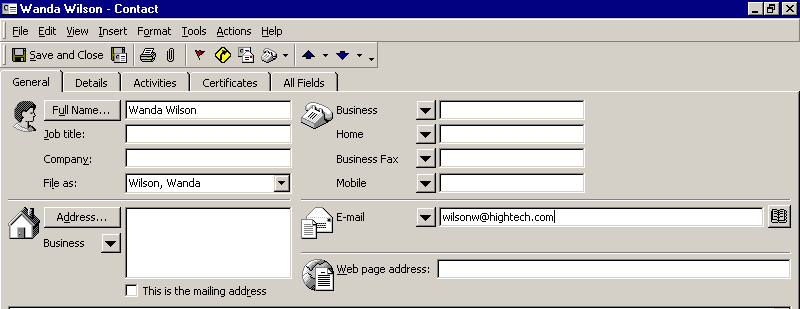 Wanda Wilson - Contact
File Edit View Insert Format Tools Actions Help
Save and Close
General Details Activities Certificates All Fields
Full Name... Wanda Wilson
Job title:
Company:
File as: Wilson, Wanda
Business
Home
Business Fax
Mobile
Address...
Business
This is the mailing address
E-mail wilsonw@hightech.com
Web page address: